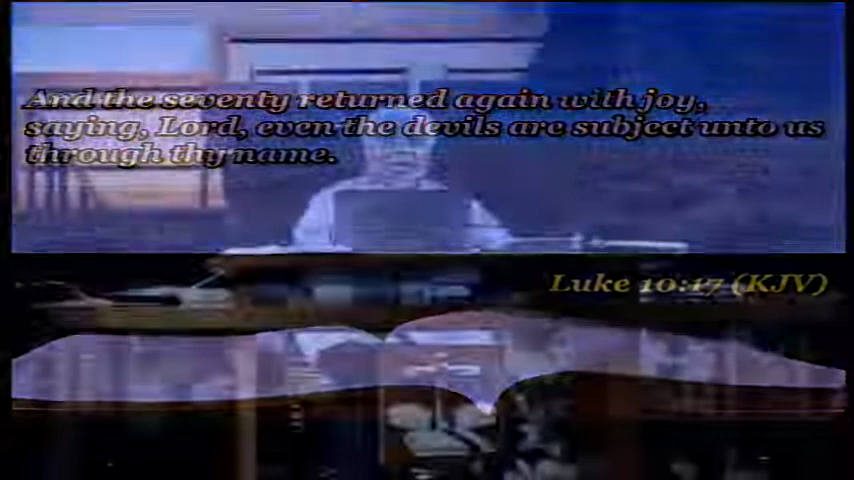 And the seventy returned again with joy,
saying, Lord, even the devils are subject unto us
through thy name.
Luke 10:17 (KJV)